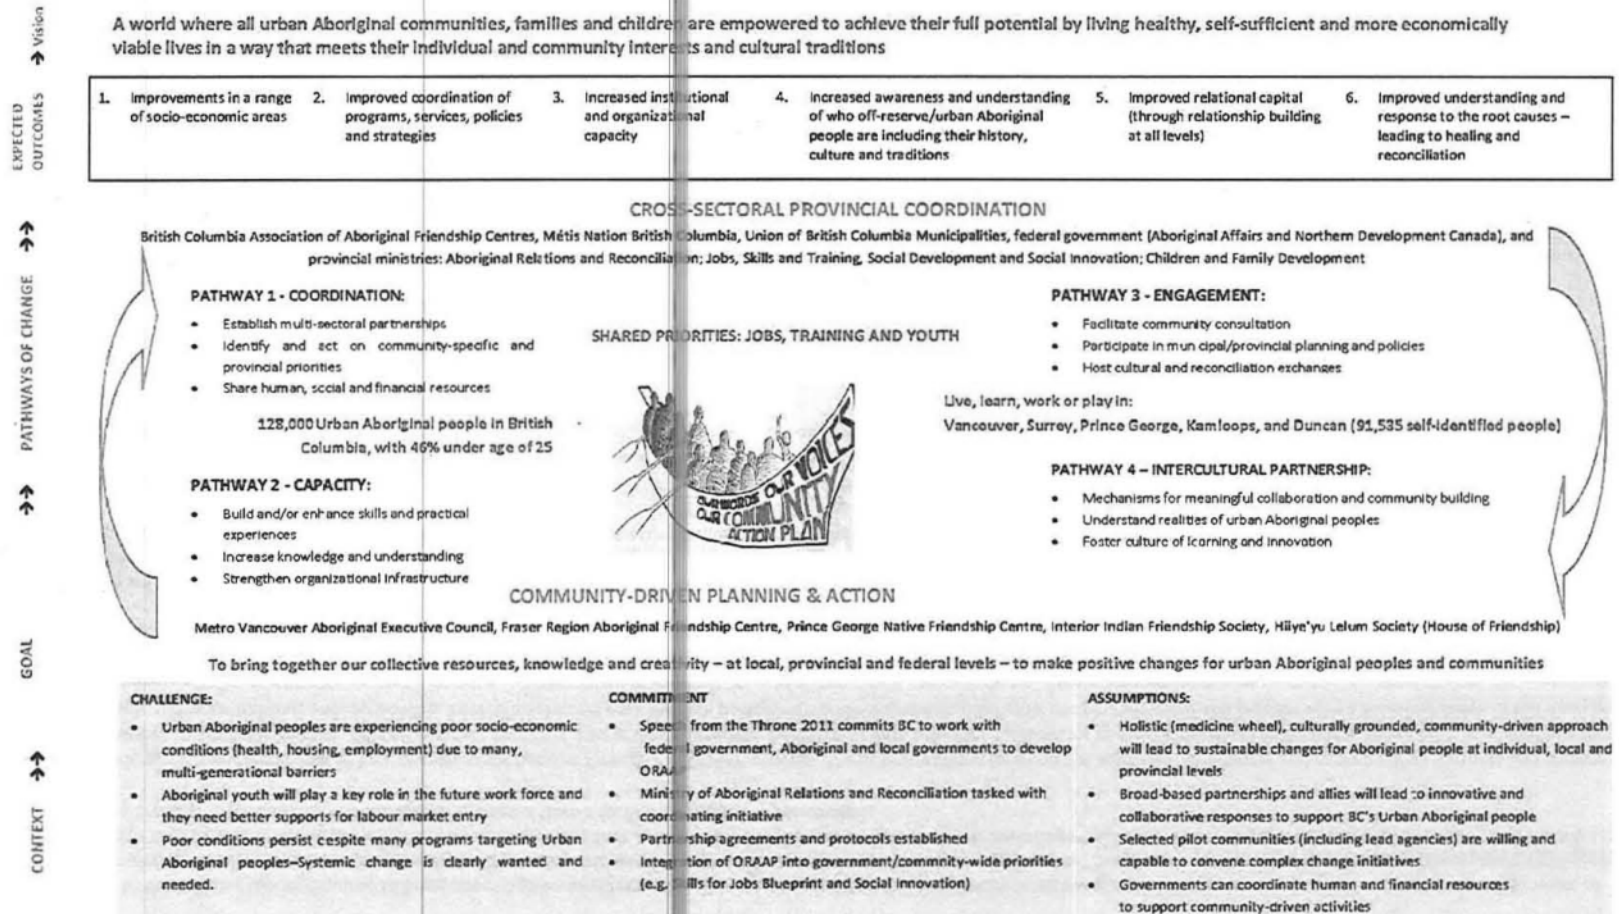 Vision
A world where all urban Aboriginal communities, families and children are empowered to achieve their full potential by living healthy, self-sufficient and more economically
viable lives in a way that meets their individual and community interests and cultural traditions
EXPECTED
OUTCOMES
1. Improvements in a range
of socio-economic areas
2. Improved coordination of
programs, services, policies
and strategies
3. Increased institutional
and organizational
capacity
4. Increased awareness and understanding
of who off-reserve/urban Aboriginal
people are including their history,
culture and traditions
5. Improved relational capital
(through relationship building
at all levels)
6. Improved understanding and
response to the root causes –
leading to healing and
reconciliation
PATHWAYS OF CHANGE
CROSS-SECTORAL PROVINCIAL COORDINATION
British Columbia Association of Aboriginal Friendship Centres, Métis Nation British Columbia, Union of British Columbia Municipalities, federal government (Aboriginal Affairs and Northern Development Canada), and
provincial ministries: Aboriginal Relations and Reconciliation; Jobs, Skills and Training, Social Development and Social Innovation; Children and Family Development
PATHWAY 1 - COORDINATION:
• Establish multi-sectoral partnerships
• Identify and act on community-specific and
provincial priorities
• Share human, social and financial resources
128,000 Urban Aboriginal people in British
Columbia, with 46% under age of 25
PATHWAY 2 - CAPACITY:
• Build and/or enhance skills and practical
experiences
• Increase knowledge and understanding
• Strengthen organizational infrastructure
SHARED PRIORITIES: JOBS, TRAINING AND YOUTH
OUR WORDS OUR VOICES
OUR COMMUNITY
ACTION PLAN
PATHWAY 3 - ENGAGEMENT:
• Facilitate community consultation
• Participate in municipal/provincial planning and policies
• Host cultural and reconciliation exchanges
Live, learn, work or play in:
Vancouver, Surrey, Prince George, Kamloops, and Duncan (91,535 self-identified people)
PATHWAY 4 – INTERCULTURAL PARTNERSHIP:
• Mechanisms for meaningful collaboration and community building
• Understand realities of urban Aboriginal peoples
• Foster culture of learning and innovation
COMMUNITY-DRIVEN PLANNING & ACTION
Metro Vancouver Aboriginal Executive Council, Fraser Region Aboriginal Friendship Centre, Prince George Native Friendship Centre, Interior Indian Friendship Society, Hiiye'yu Lelum Society (House of Friendship)
GOAL
To bring together our collective resources, knowledge and creativity – at local, provincial and federal levels – to make positive changes for urban Aboriginal peoples and communities
CONTEXT
CHALLENGE:
• Urban Aboriginal peoples are experiencing poor socio-economic
conditions (health, housing, employment) due to many,
multi-generational barriers
• Aboriginal youth will play a key role in the future work force and
they need better supports for labour market entry
• Poor conditions persist despite many programs targeting Urban
Aboriginal peoples–Systemic change is clearly wanted and
needed.
COMMITMENT
• Speech from the Throne 2011 commits BC to work with
federal government, Aboriginal and local governments to develop
ORAAP
• Ministry of Aboriginal Relations and Reconciliation tasked with
coordinating initiative
• Partnership agreements and protocols established
• Integration of ORAAP into government/commnity-wide priorities
(e.g. Skills for Jobs Blueprint and Social Innovation)
ASSUMPTIONS:
• Holistic (medicine wheel), culturally grounded, community-driven approach
will lead to sustainable changes for Aboriginal people at individual, local and
provincial levels
• Broad-based partnerships and allies will lead to innovative and
collaborative responses to support BC's Urban Aboriginal people
• Selected pilot communities (including lead agencies) are willing and
capable to convene complex change initiatives
• Governments can coordinate human and financial resources
to support community-driven activities